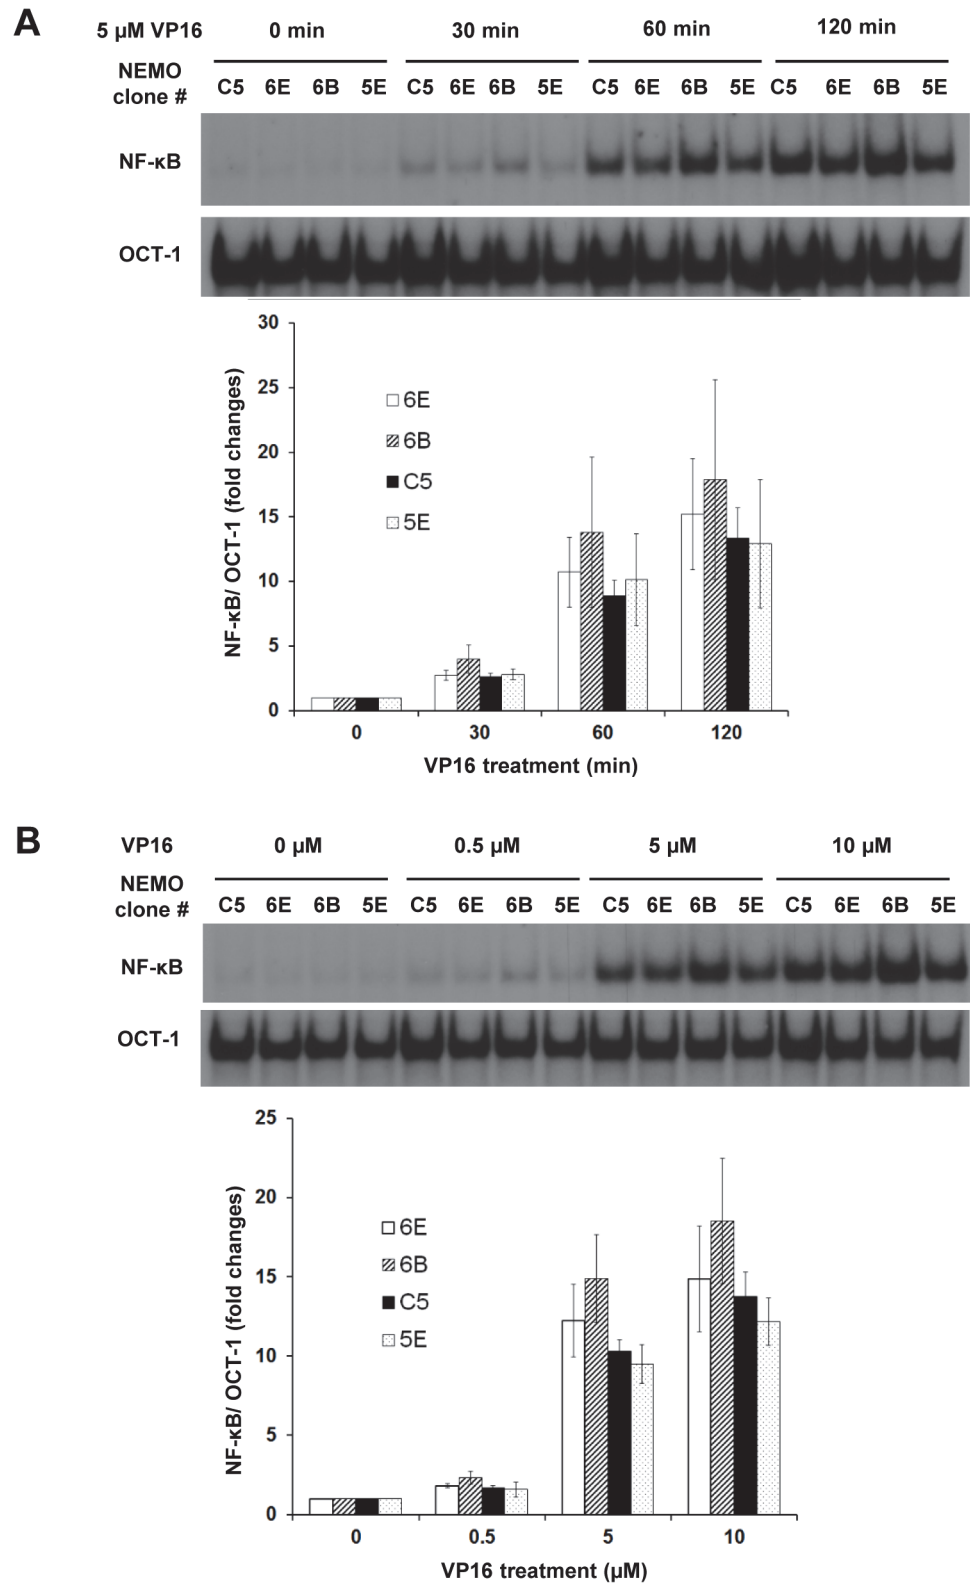 A
5 µM VP16 0 min 30 min 60 min 120 min
NEMO
clone # C5 6E 6B 5E C5 6E 6B 5E C5 6E 6B 5E C5 6E 6B 5E
NF-κB
OCT-1
30
25
20
15
10
5
0
NF-κB/ OCT-1 (fold changes)
6E
6B
C5
5E
0 30 60 120
VP16 treatment (min)
B
VP16 0 µM 0.5 µM 5 µM 10 µM
NEMO
clone # C5 6E 6B 5E C5 6E 6B 5E C5 6E 6B 5E C5 6E 6B 5E
NF-κB
OCT-1
25
20
15
10
5
0
NF-κB/ OCT-1 (fold changes)
6E
6B
C5
5E
0 0.5 5 10
VP16 treatment (µM)